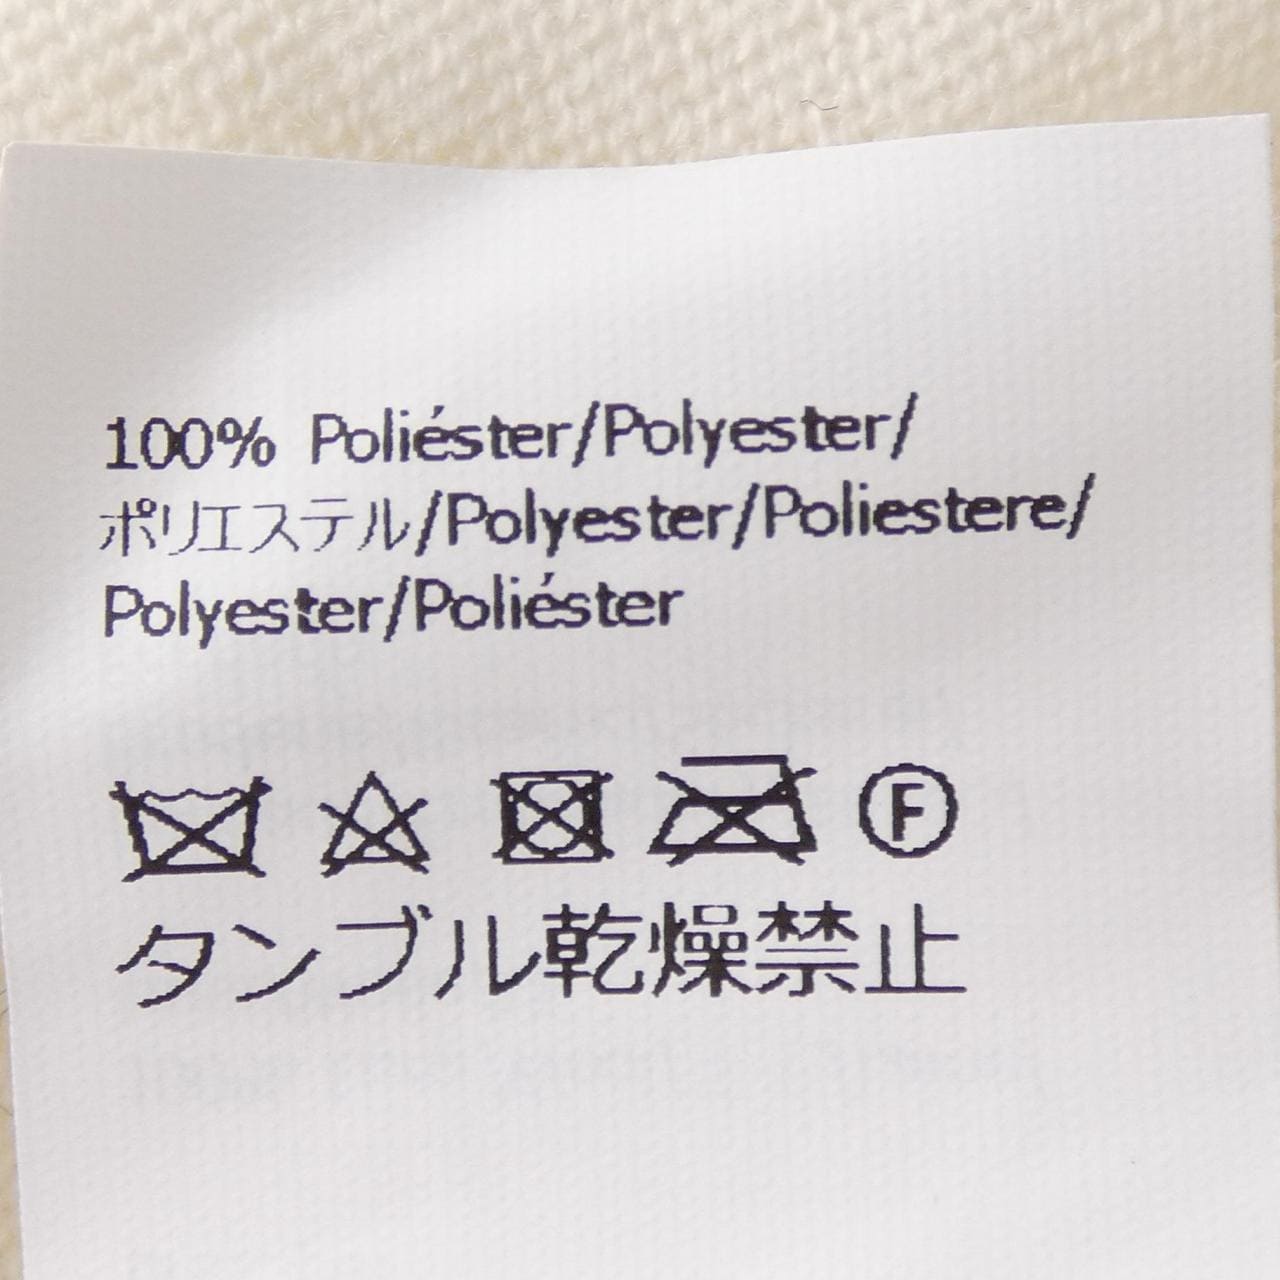 100% Poliéster/Polyester/
ポリエステル/Polyester/Poliestere/
Polyester/Poliéster
F
タンブル乾燥禁止